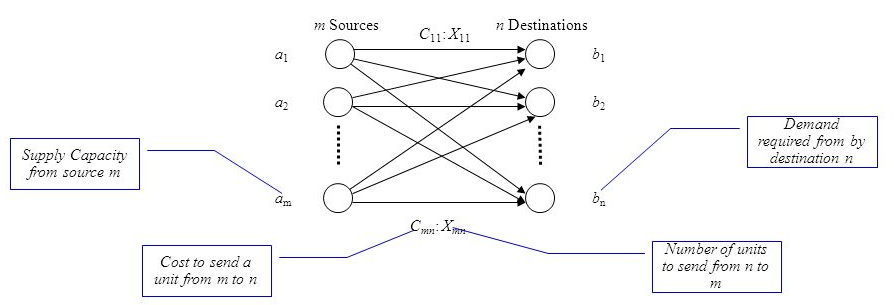 m Sources
n Destinations
C11: X11
a1
b1
a2
b2
Supply Capacity
from source m
Demand
required from by
destination n
am
bn
Cmn: Xmn
Cost to send a
unit from m to n
Number of units
to send from n to
m